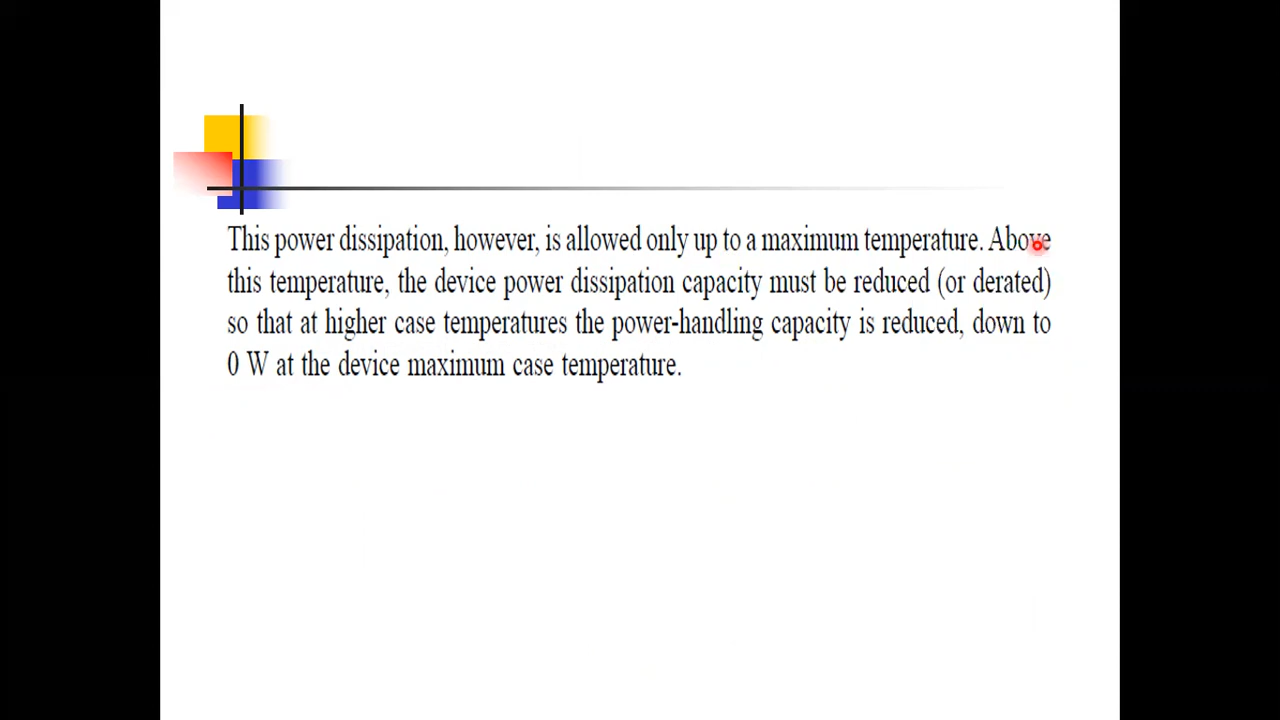 This power dissipation, however, is allowed only up to a maximum temperature. Above
this temperature, the device power dissipation capacity must be reduced (or derated)
so that at higher case temperatures the power-handling capacity is reduced, down to
0 W at the device maximum case temperature.